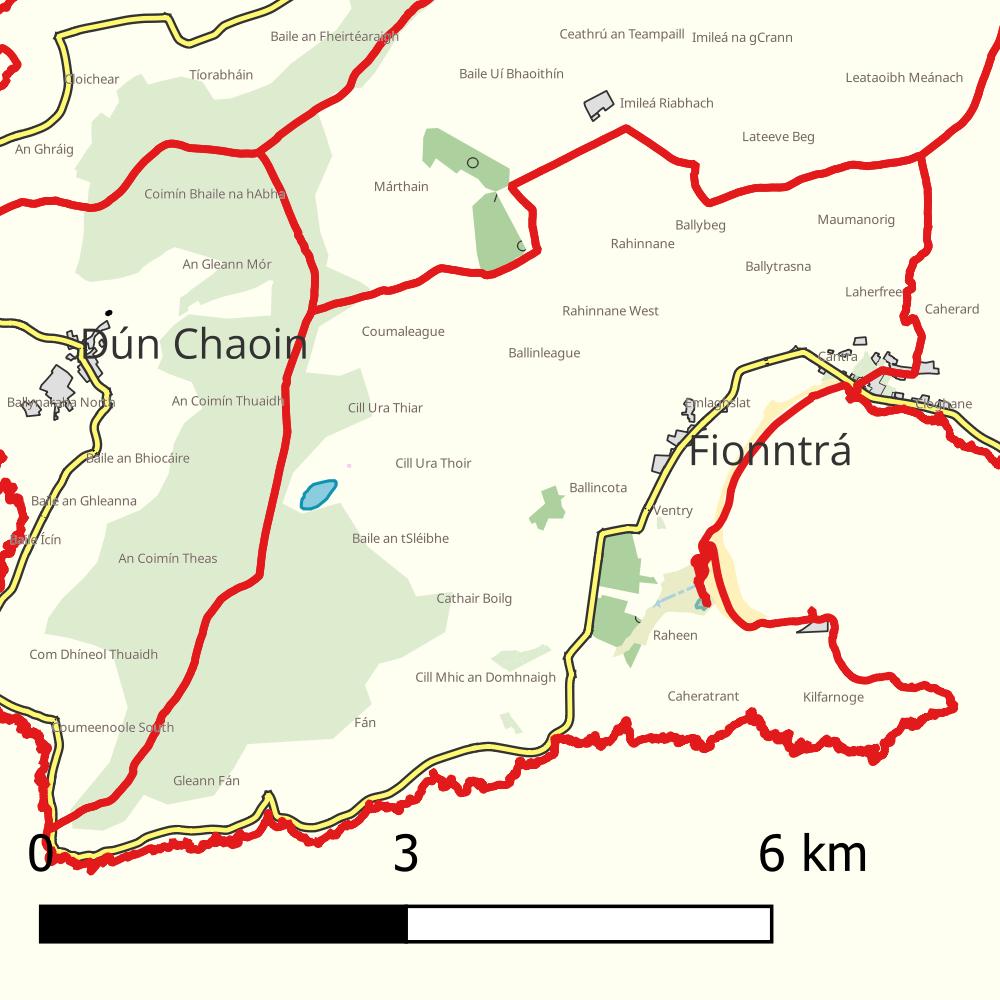 Ceathrú an Teampaill
Imileá na gCrann
Baile an Fheirtéaraigh
Cloichear
Tíorabháin
Baile Uí Bhaoithín
Leataoibh Meánach
Imileá Riabhach
Lateeve Beg
An Ghráig
Márthain
Coimín Bhaile na hAbha
Ballybeg
Maumanorig
Rahinnane
An Gleann Mór
Ballytrasna
Laherfree
Rahinnane West
Caherard
Coumaleague
Dún Chaoin
Ballinleague
Cantra
Ballynaraha North
An Coimín Thuaidh
Cill Ura Thiar
Emlaghslat
Cloghane
Fionntrá
Baile an Bhiocáire
Cill Ura Thoir
Ballincota
Baile an Ghleanna
Ventry
Baile Ícín
Baile an tSléibhe
An Coimín Theas
Cathair Boilg
Raheen
Com Dhíneol Thuaidh
Cill Mhic an Domhnaigh
Caheratrant
Kilfarnoge
Coumeenoole South
Fán
Gleann Fán
0 3 6 km